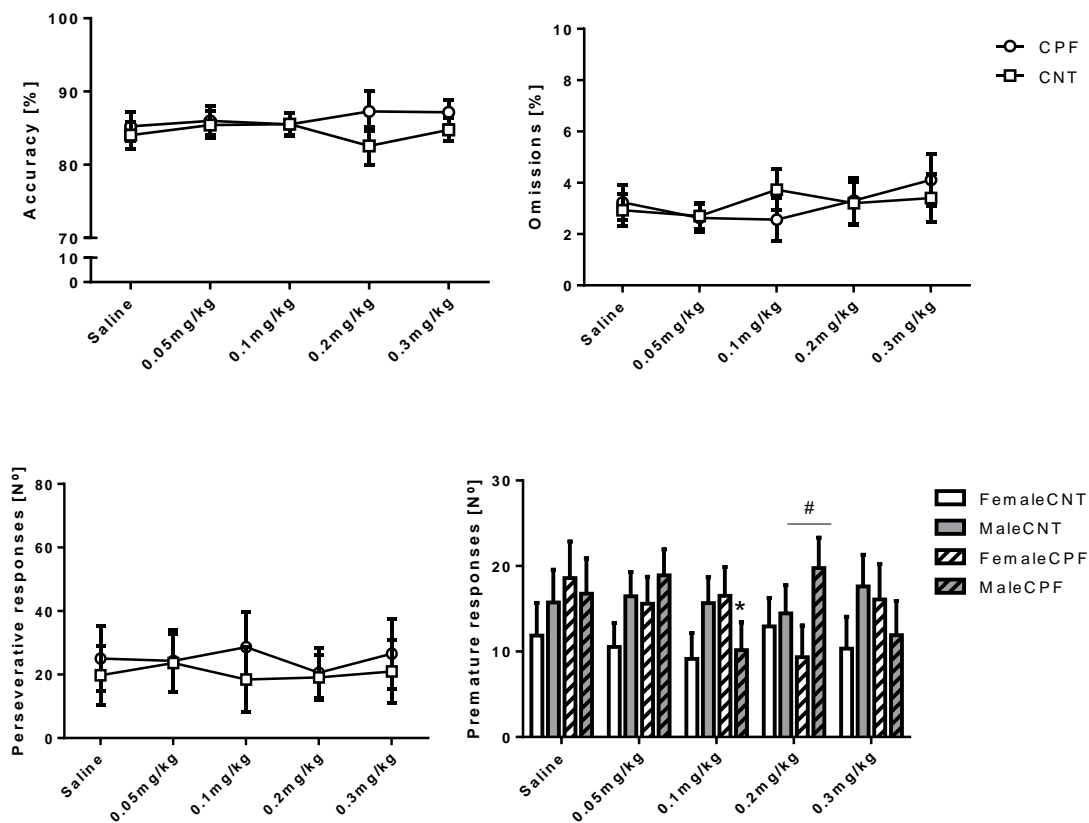 Accuracy [%]
100
90
80
70
10
0
Saline
0.05mg/kg
0.1mg/kg
0.2mg/kg
0.3mg/kg
Omissions [%]
10
8
6
4
2
0
Saline
0.05mg/kg
0.1mg/kg
0.2mg/kg
0.3mg/kg
CPF
CNT
Perseverative responses [Nº]
80
60
40
20
0
Saline
0.05mg/kg
0.1mg/kg
0.2mg/kg
0.3mg/kg
Premature responses [Nº]
30
20
10
0
*
#
Saline
0.05mg/kg
0.1mg/kg
0.2mg/kg
0.3mg/kg
FemaleCNT
MaleCNT
FemaleCPF
MaleCPF